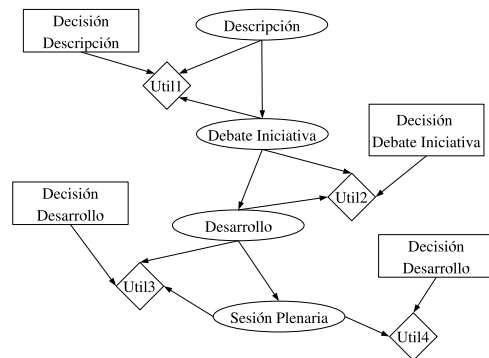 Decisión
Descripción
Descripción
Util1
Debate Iniciativa
Decisión
Debate Iniciativa
Util2
Decisión
Desarrollo
Desarrollo
Decisión
Desarrollo
Util3
Sesión Plenaria
Util4